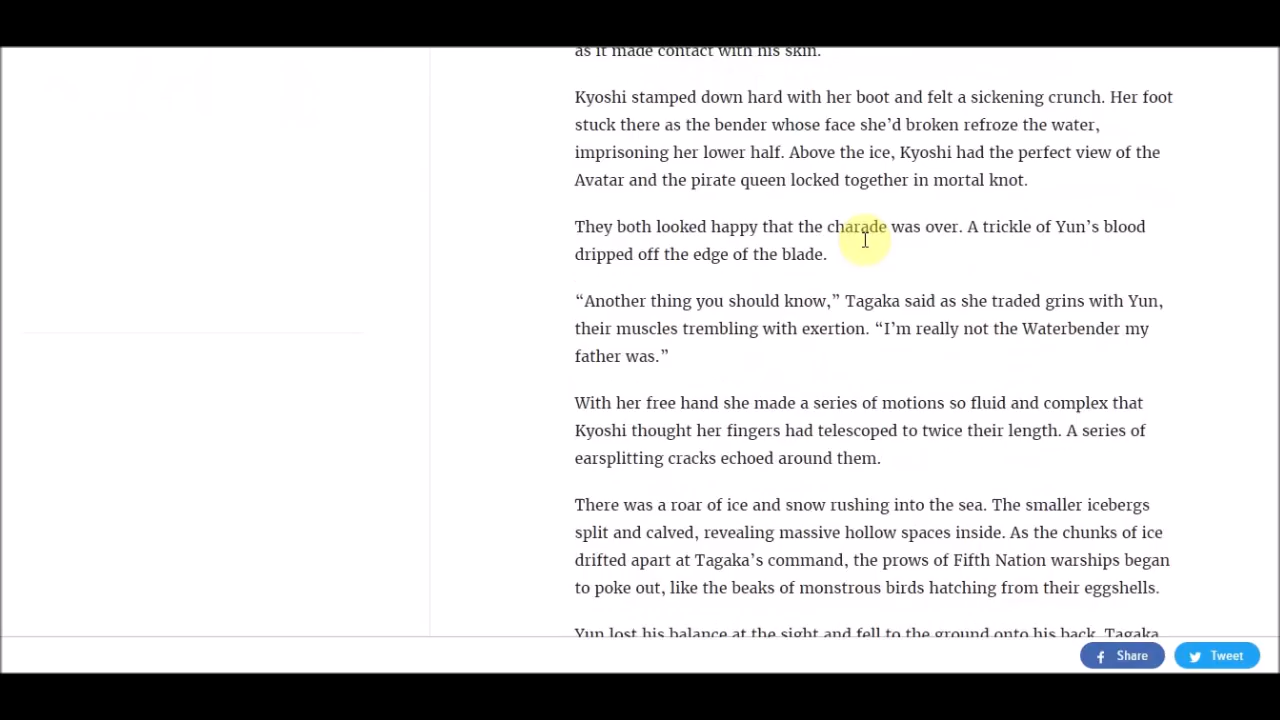 as it made contact with his skin.
Kyoshi stamped down hard with her boot and felt a sickening crunch. Her foot
stuck there as the bender whose face she’d broken refroze the water,
imprisoning her lower half. Above the ice, Kyoshi had the perfect view of the
Avatar and the pirate queen locked together in mortal knot.
They both looked happy that the charade was over. A trickle of Yun’s blood
dripped off the edge of the blade.
“Another thing you should know,” Tagaka said as she traded grins with Yun,
their muscles trembling with exertion. “I’m really not the Waterbender my
father was.”
With her free hand she made a series of motions so fluid and complex that
Kyoshi thought her fingers had telescoped to twice their length. A series of
earsplitting cracks echoed around them.
There was a roar of ice and snow rushing into the sea. The smaller icebergs
split and calved, revealing massive hollow spaces inside. As the chunks of ice
drifted apart at Tagaka’s command, the prows of Fifth Nation warships began
to poke out, like the beaks of monstrous birds hatching from their eggshells.
Yun lost his balance at the sight and fell to the ground onto his back. Tagaka
Share
Tweet